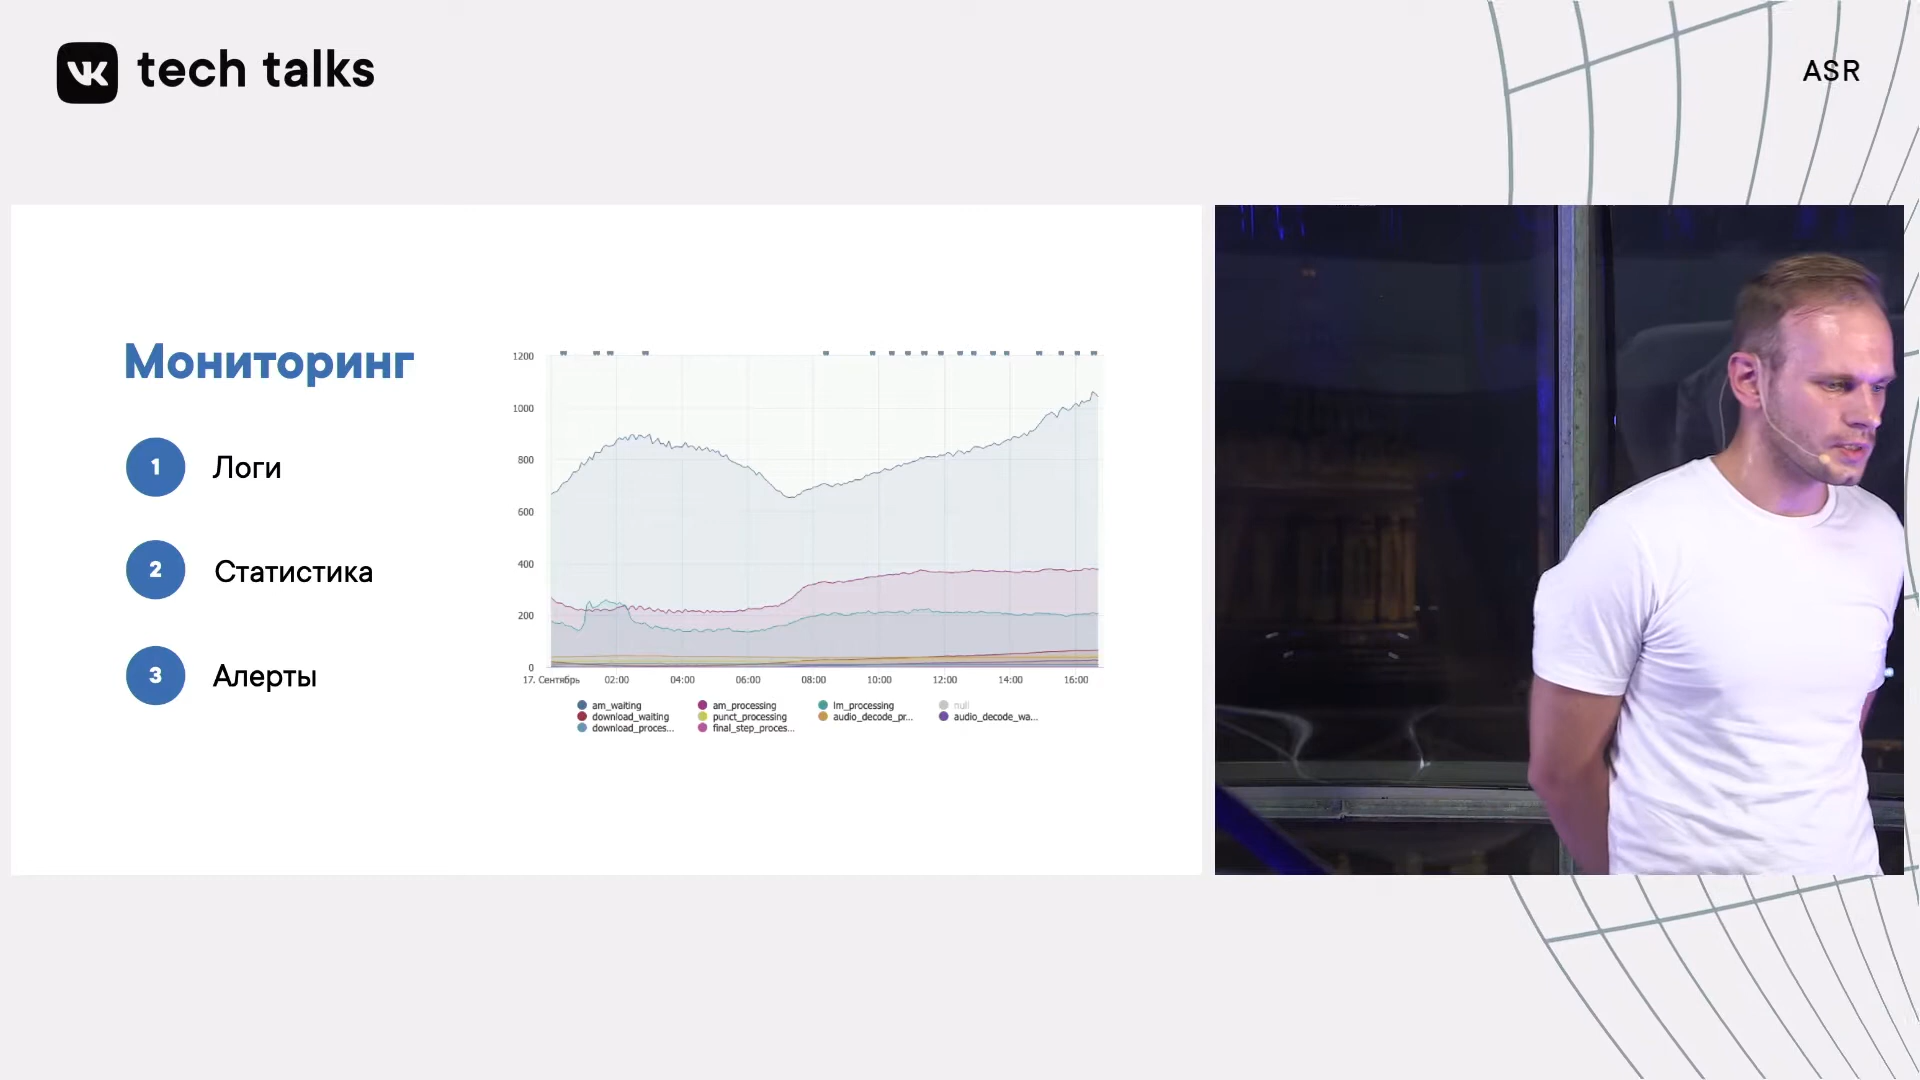 VK tech talks
ASR
Мониторинг
1 Логи
2 Статистика
3 Алерты
1200
1000
800
600
400
200
0
17. Сентябрь 02:00 04:00 06:00 08:00 10:00 12:00 14:00 16:00
am_waiting am_processing lm_processing null
download_waiting punct_processing audio_decode_pr... audio_decode_wa...
download_proces... final_step_proces...